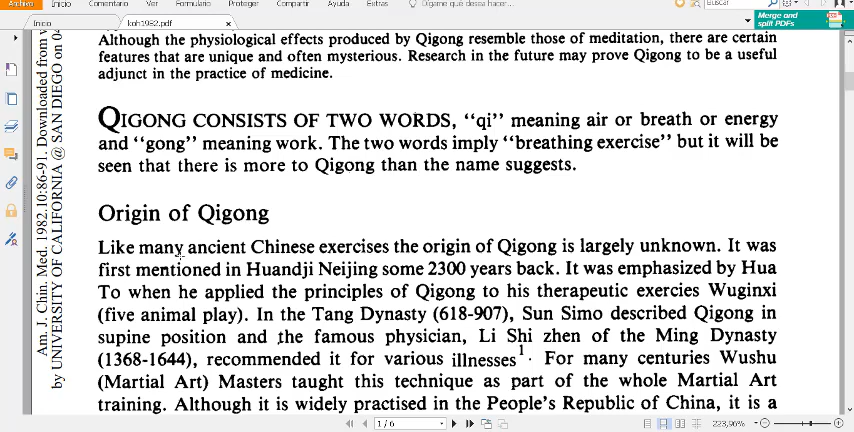 Archivo Inicio Comentario Ver Formulario Proteger Compartir Ayuda Extras Dígame qué desea hacer... Buscar
Inicio koh1982.pdf
Merge and
split PDFs
Although the physiological effects produced by Qigong resemble those of meditation, there are certain
features that are unique and often mysterious. Research in the future may prove Qigong to be a useful
adjunct in the practice of medicine.
QIGONG CONSISTS OF TWO WORDS, “qi” meaning air or breath or energy
and “gong” meaning work. The two words imply “breathing exercise” but it will be
seen that there is more to Qigong than the name suggests.
Origin of Qigong
Like many ancient Chinese exercises the origin of Qigong is largely unknown. It was
first mentioned in Huandji Neijing some 2300 years back. It was emphasized by Hua
To when he applied the principles of Qigong to his therapeutic exercies Wuginxi
(five animal play). In the Tang Dynasty (618-907), Sun Simo described Qigong in
supine position and the famous physician, Li Shi zhen of the Ming Dynasty
(1368-1644), recommended it for various illnesses1. For many centuries Wushu
(Martial Art) Masters taught this technique as part of the whole Martial Art
training. Although it is widely practised in the People's Republic of China, it is a
Am. J. Chin. Med. 1982.10:86-91. Downloaded from
by UNIVERSITY OF CALIFORNIA @ SAN DIEGO on
1 / 6 223,96%